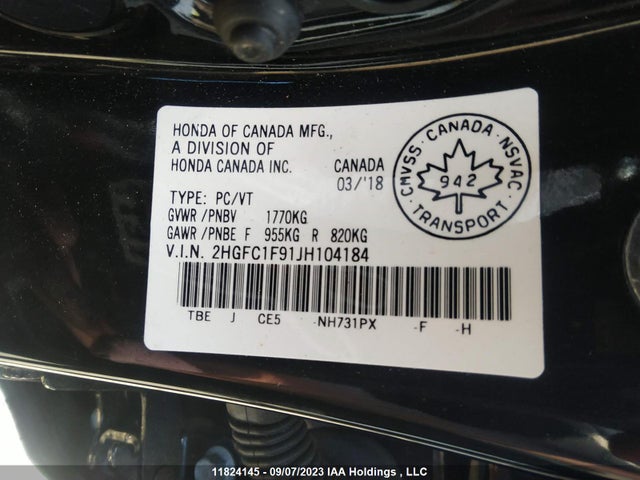 HONDA OF CANADA MFG.,
A DIVISION OF
HONDA CANADA INC. CANADA
03/'18
TYPE: PC/VT
GVWR /PNBV 1770KG
GAWR /PNBE F 955KG R 820KG
V.I.N. 2HGFC1F91JH104184
TBE J CE5 NH731PX -F -H
CMVSS · CANADA · NSVAC
942
TRANSPORT
11824145 - 09/07/2023 IAA Holdings , LLC